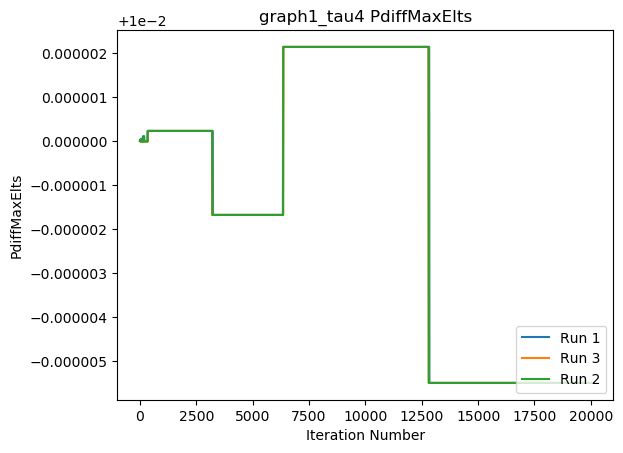 graph1_tau4 PdiffMaxElts
+1e-2
0.000002
0.000001
0.000000
−0.000001
−0.000002
−0.000003
−0.000004
−0.000005
PdiffMaxElts
0 2500 5000 7500 10000 12500 15000 17500 20000
Iteration Number
Run 1
Run 3
Run 2